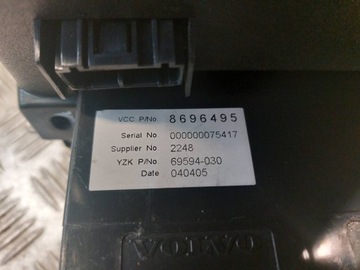 VCC P/No 8696495
Serial No 000000075417
Supplier No 2248
YZK P/No 69594-030
Date 040405
VOLVO